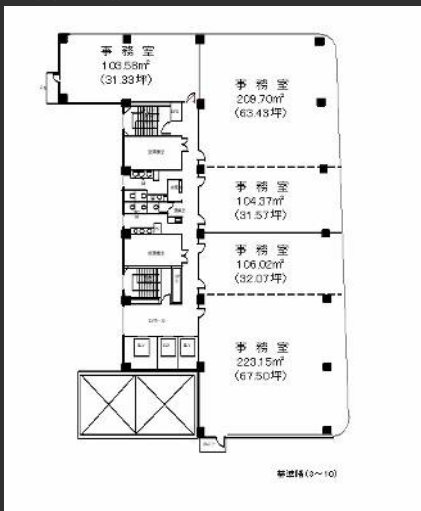 事務室
103.58㎡
(31.33坪)
事務室
209.70㎡
(63.43坪)
事務室
104.37㎡
(31.57坪)
事務室
106.02㎡
(32.07坪)
事務室
223.15㎡
(67.50坪)
基準階(3～10)